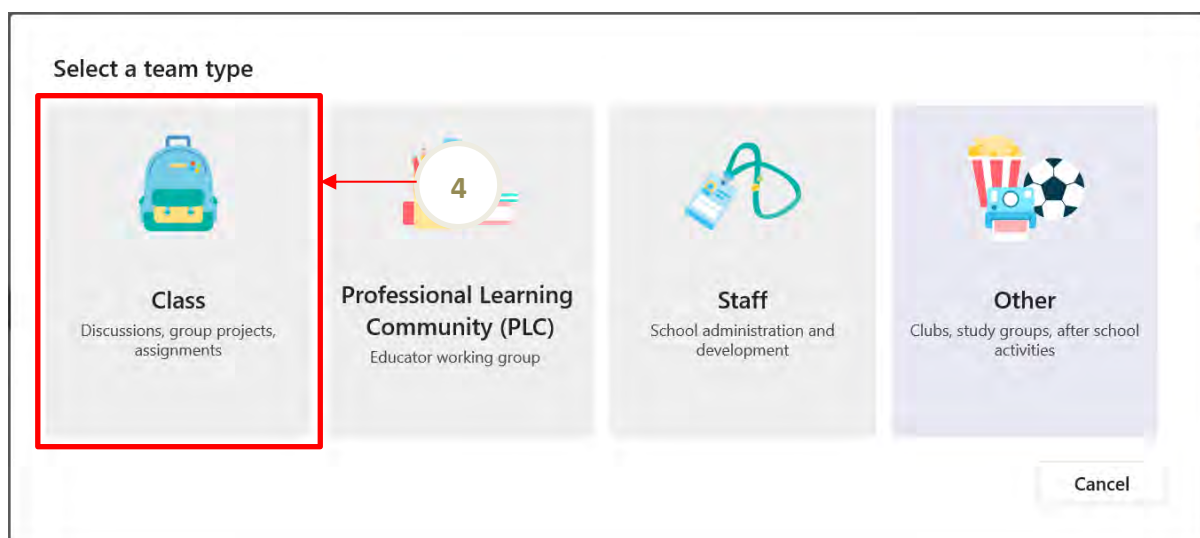 Select a team type
4
Class
Discussions, group projects,
assignments
Professional Learning
Community (PLC)
Educator working group
Staff
School administration and
development
Other
Clubs, study groups, after school
activities
Cancel